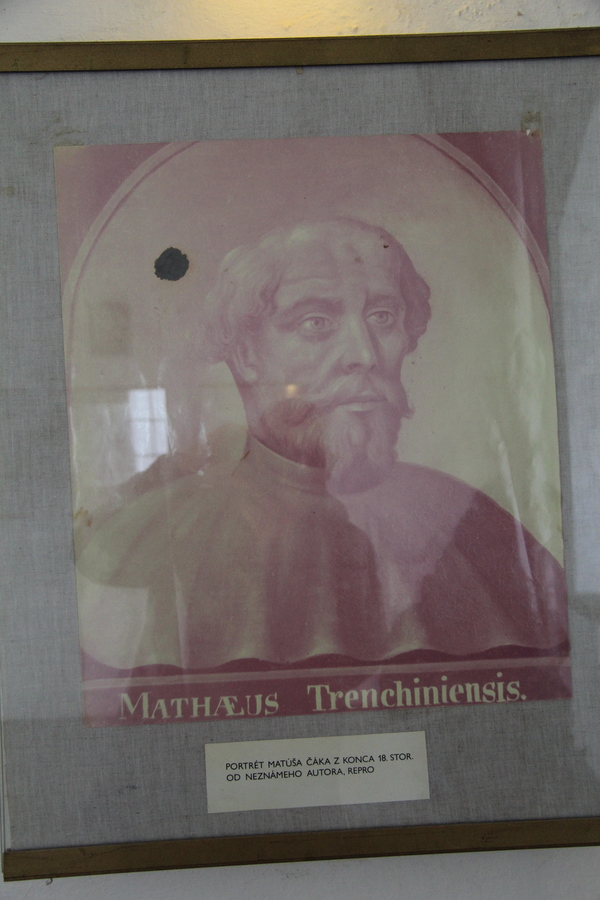 MATHÆUS Trenchiniensis.
PORTRÉT MATÚŠA ČÁKA Z KONCA 18. STOR.
OD NEZNÁMEHO AUTORA, REPRO